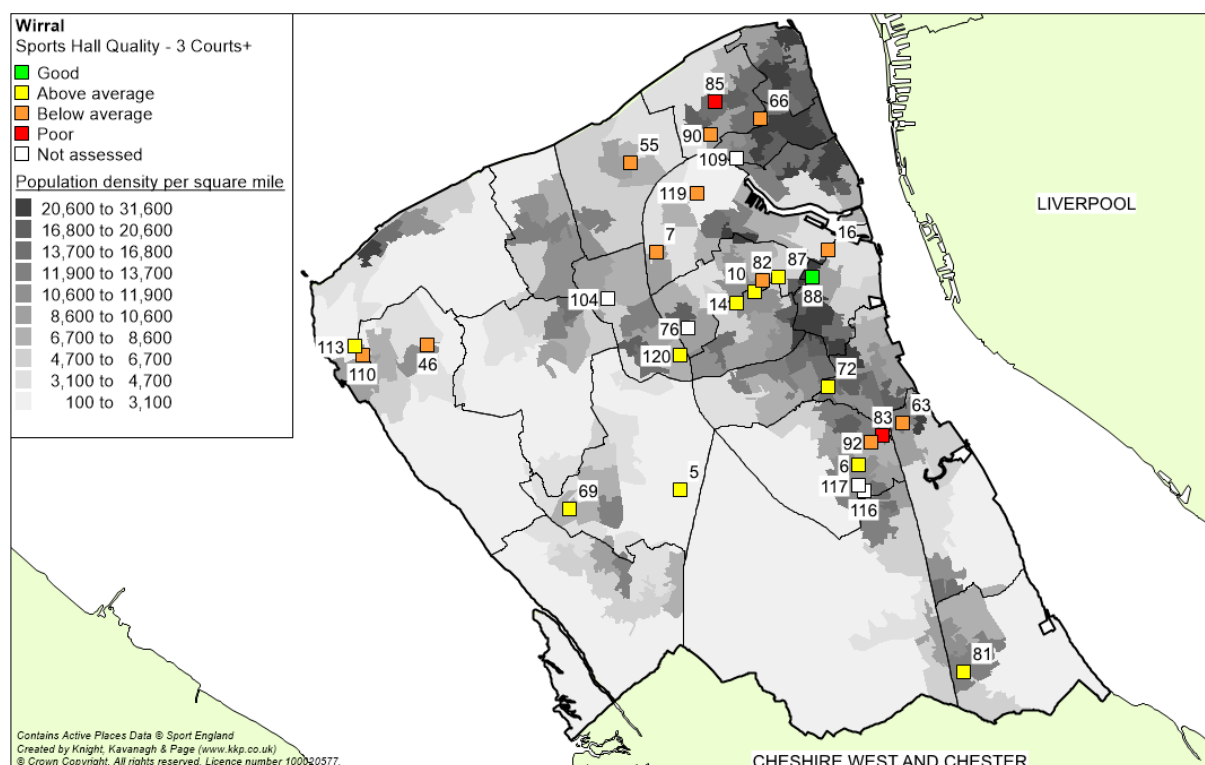 Wirral
Sports Hall Quality - 3 Courts+
Good
Above average
Below average
Poor
Not assessed
Population density per square mile
20,600 to 31,600
16,800 to 20,600
13,700 to 16,800
11,900 to 13,700
10,600 to 11,900
8,600 to 10,600
6,700 to 8,600
4,700 to 6,700
3,100 to 4,700
100 to 3,100
85
66
90
55
109
119
LIVERPOOL
7
16
87
82
10
104
14
88
76
113
110
46
120
72
63
83
92
6
5
117
69
116
81
Contains Active Places Data © Sport England
Created by Knight, Kavanagh & Page (www.kkp.co.uk)
© Crown Copyright. All rights reserved. Licence number 100020577.
CHESHIRE WEST AND CHESTER